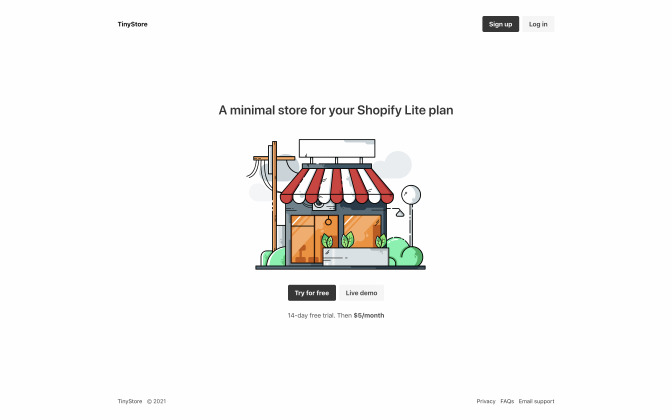 TinyStore
Sign up Log in
A minimal store for your Shopify Lite plan
Try for free Live demo
14-day free trial. Then $5/month
TinyStore © 2021
Privacy FAQs Email support